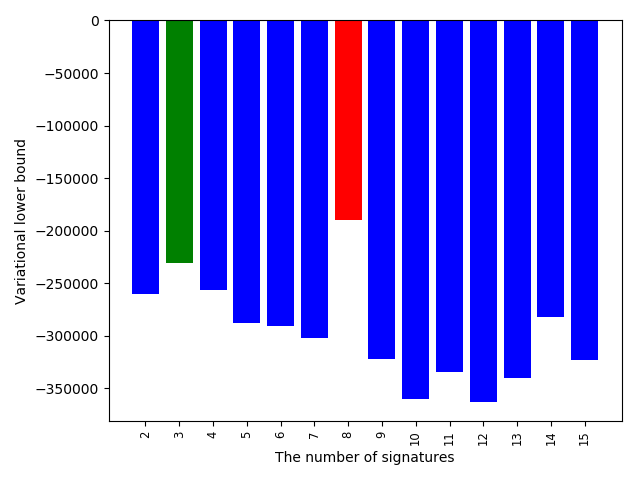 0
−50000
−100000
−150000
−200000
−250000
−300000
−350000
Variational lower bound
2 3 4 5 6 7 8 9 10 11 12 13 14 15
The number of signatures